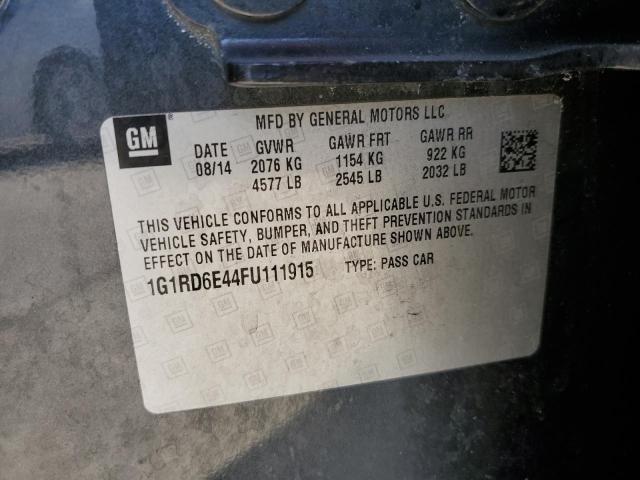 MFD BY GENERAL MOTORS LLC
GM
DATE GVWR GAWR FRT GAWR RR
08/14 2076 KG 1154 KG 922 KG
4577 LB 2545 LB 2032 LB
THIS VEHICLE CONFORMS TO ALL APPLICABLE U.S. FEDERAL MOTOR
VEHICLE SAFETY, BUMPER, AND THEFT PREVENTION STANDARDS IN
EFFECT ON THE DATE OF MANUFACTURE SHOWN ABOVE.
1G1RD6E44FU111915 TYPE: PASS CAR